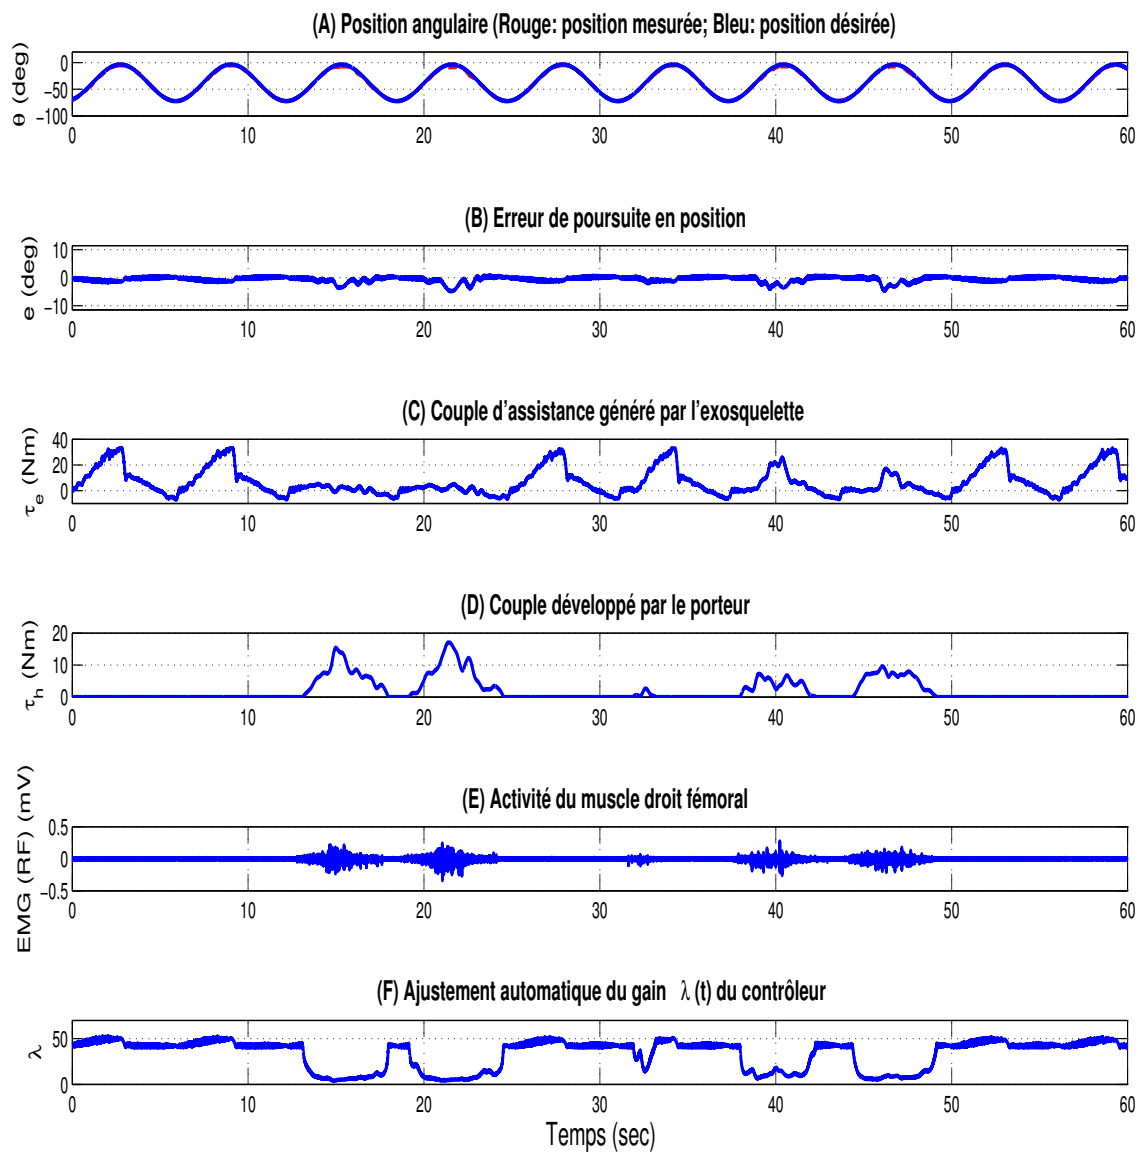 (A) Position angulaire (Rouge: position mesurée; Bleu: position désirée)
θ (deg)
0
−50
−100
0 10 20 30 40 50 60
(B) Erreur de poursuite en position
e (deg)
10
0
−10
0 10 20 30 40 50 60
(C) Couple d'assistance généré par l'exosquelette
τe (Nm)
40
20
0
0 10 20 30 40 50 60
(D) Couple développé par le porteur
τh (Nm)
20
10
0
0 10 20 30 40 50 60
(E) Activité du muscle droit fémoral
EMG (RF) (mV)
0.5
0
−0.5
0 10 20 30 40 50 60
(F) Ajustement automatique du gain λ (t) du contrôleur
λ
50
0
0 10 20 30 40 50 60
Temps (sec)